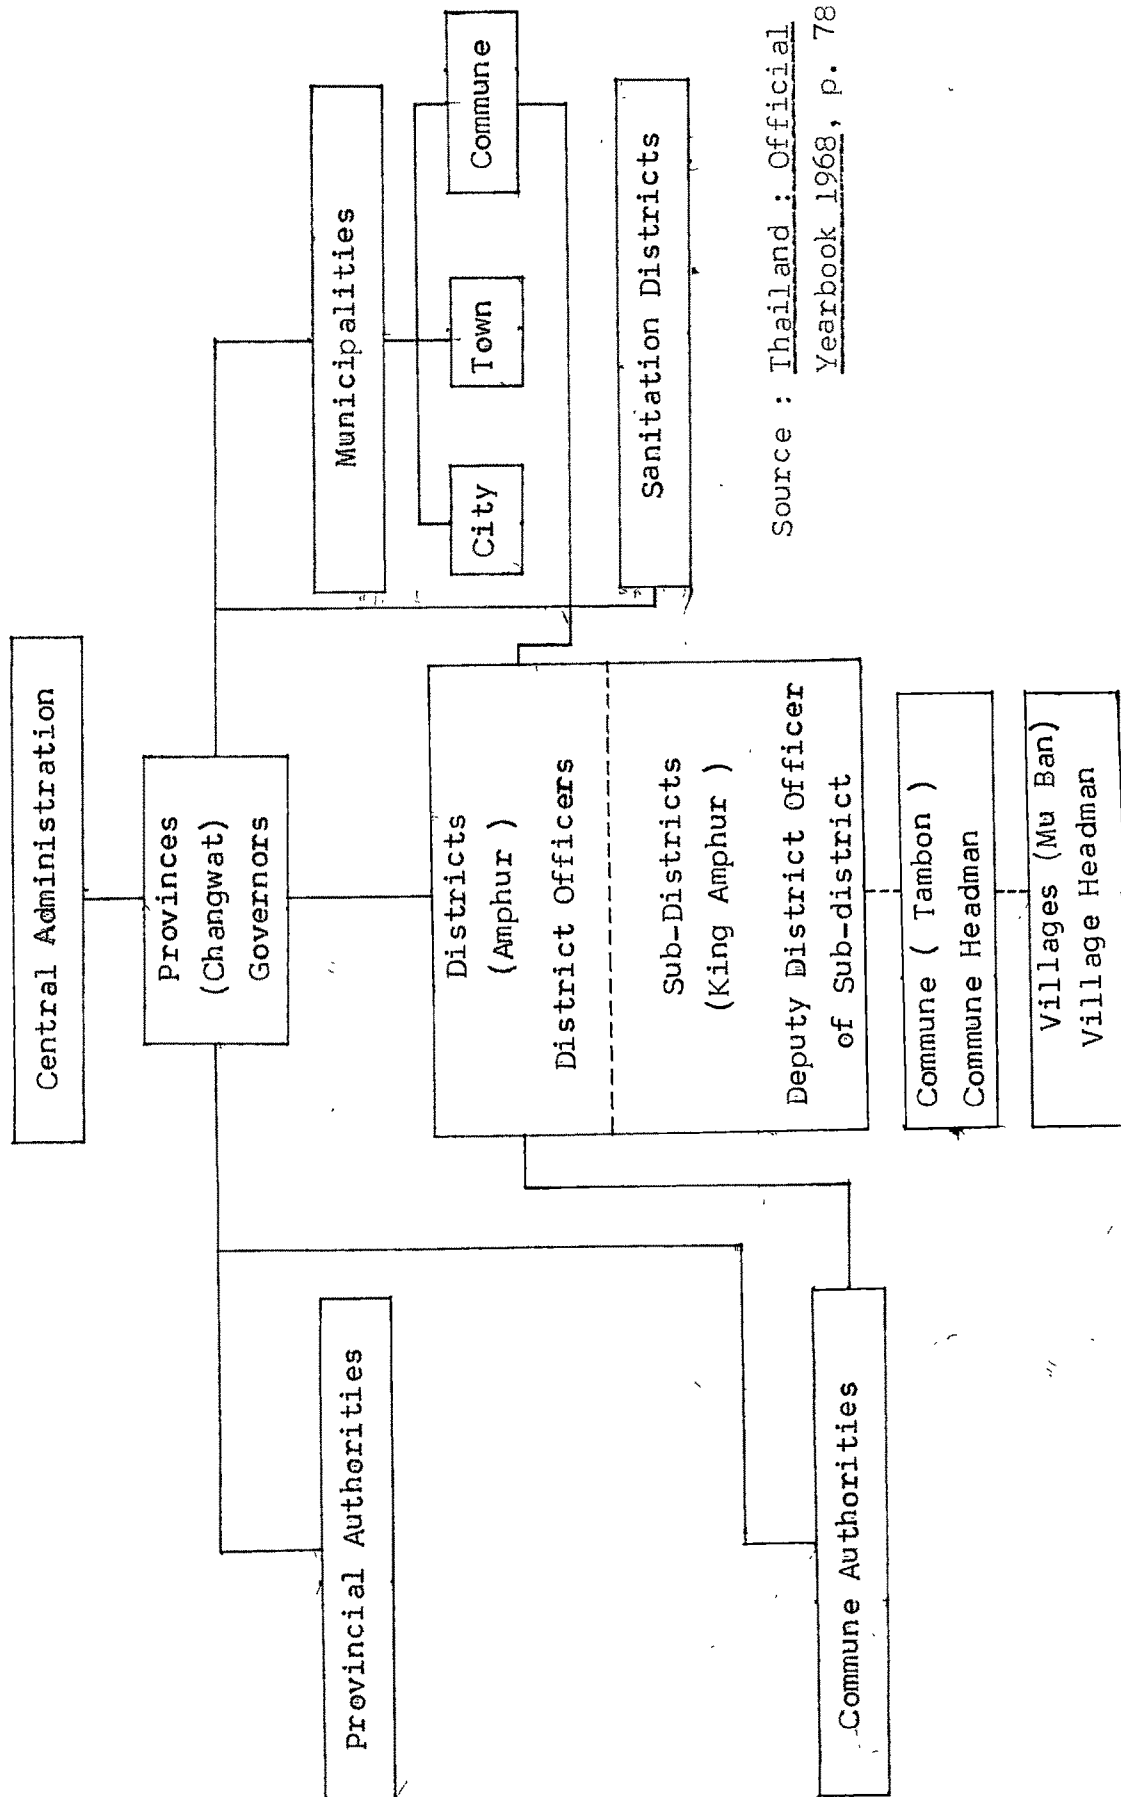 Central Administration
Provinces
(Changwat)
Governors
Provincial Authorities
Municipalities
City
Town
Commune
Districts
(Amphur )
District Officers
Sub-Districts
(King Amphur )
Deputy District Officer
of Sub-district
Sanitation Districts
Commune Authorities
Commune ( Tambon )
Commune Headman
Villages (Mu Ban)
Village Headman
Source : Thailand : Official
Yearbook 1968, p. 78